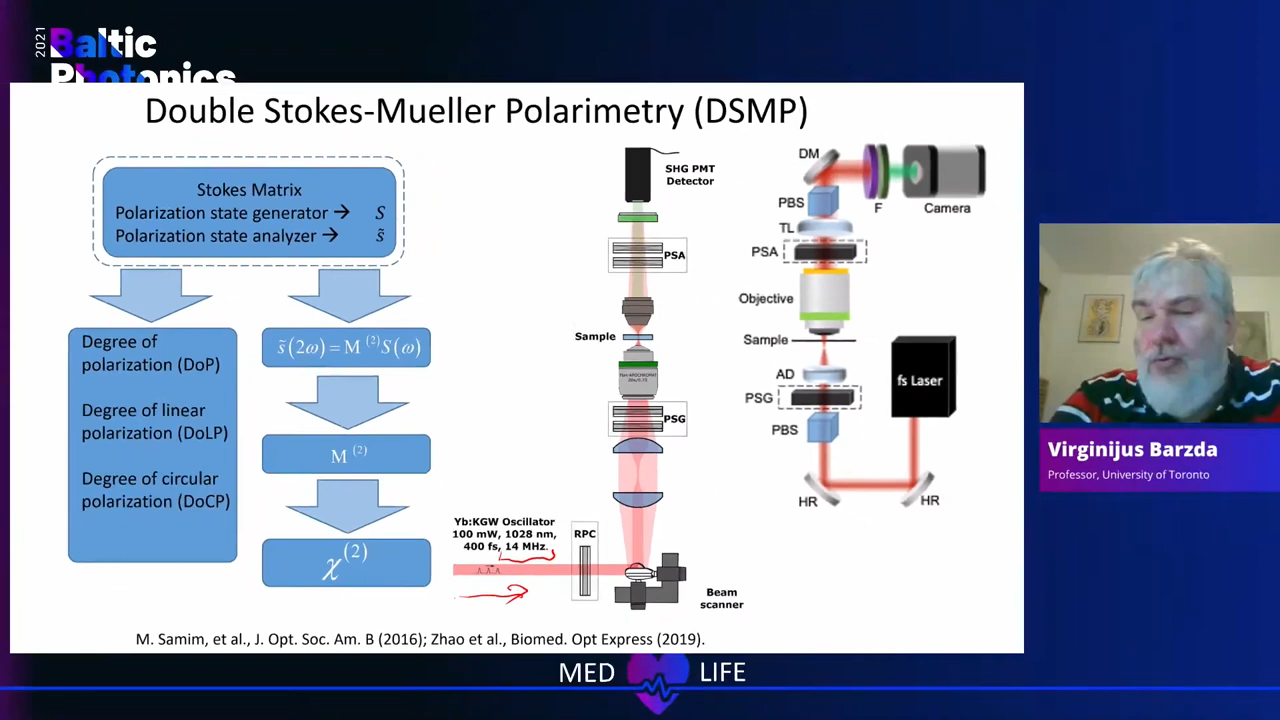 2021
Baltic
Photonics
Double Stokes-Mueller Polarimetry (DSMP)
Stokes Matrix
Polarization state generator → S
Polarization state analyzer → s̃
Degree of
polarization (DoP)
Degree of linear
polarization (DoLP)
Degree of circular
polarization (DoCP)
s̃(2ω) = M⁽²⁾S(ω)
M⁽²⁾
χ⁽²⁾
SHG PMT
Detector
PSA
Sample
PSG
Yb:KGW Oscillator
100 mW, 1028 nm,
400 fs, 14 MHz.
RPC
Beam
scanner
DM
PBS
F
Camera
TL
PSA
Objective
Sample
AD
fs Laser
PSG
PBS
HR
HR
M. Samim, et al., J. Opt. Soc. Am. B (2016); Zhao et al., Biomed. Opt Express (2019).
Virginijus Barzda
Professor, University of Toronto
MED LIFE